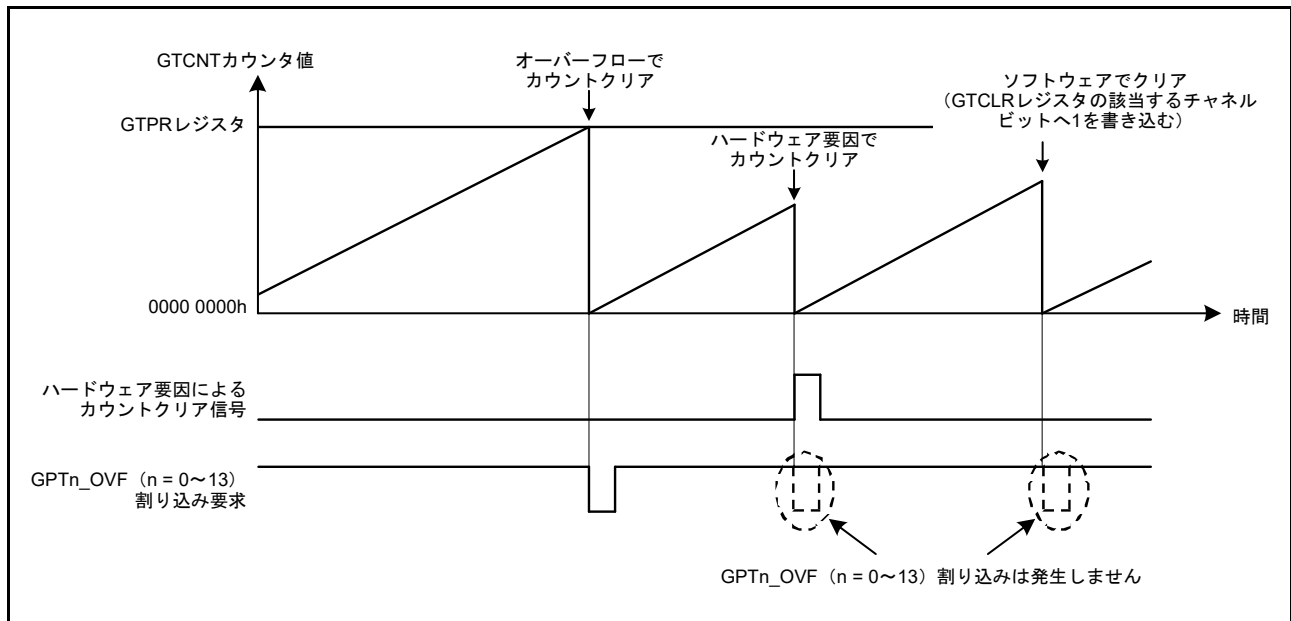 GTCNTカウンタ値
オーバーフローで
カウントクリア
ソフトウェアでクリア
（GTCLRレジスタの該当するチャネル
ビットへ1を書き込む）
GTPRレジスタ
ハードウェア要因で
カウントクリア
0000 0000h
時間
ハードウェア要因による
カウントクリア信号
GPTn_OVF（n = 0～13）
割り込み要求
GPTn_OVF（n = 0～13）割り込みは発生しません